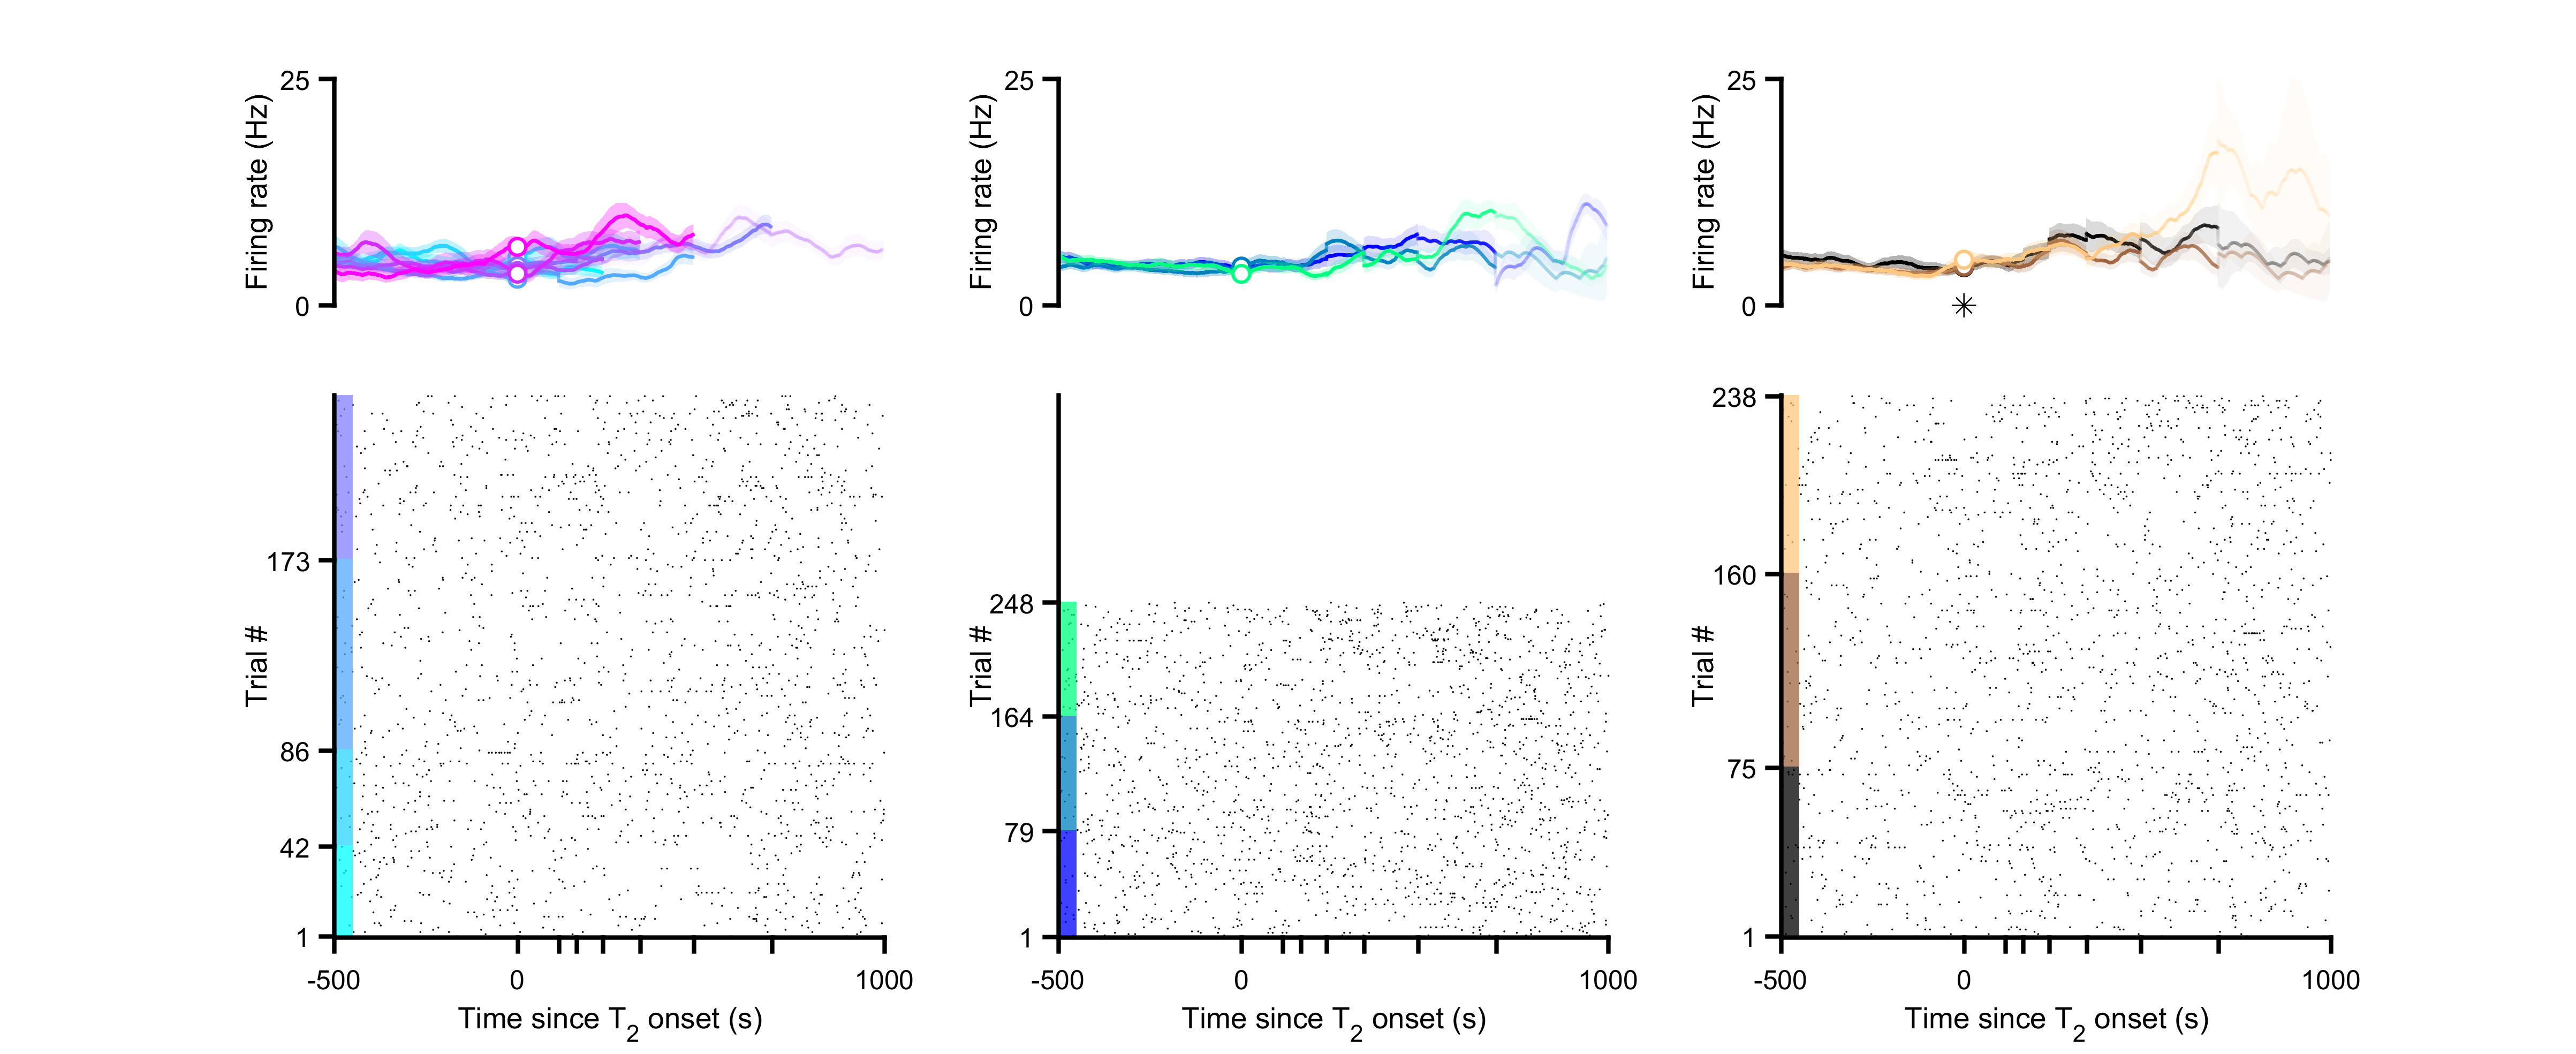 25
Firing rate (Hz)
0
25
Firing rate (Hz)
0
25
Firing rate (Hz)
0
173
86
42
1
Trial #
-500 0 1000
Time since T2 onset (s)
248
164
79
1
Trial #
-500 0 1000
Time since T2 onset (s)
238
160
75
1
Trial #
-500 0 1000
Time since T2 onset (s)